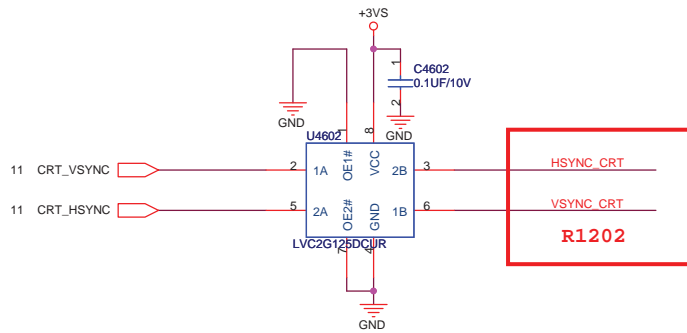 +3VS
1
C4602
0.1UF/10V
2
GND
GND
U4602
1
8
11 CRT_VSYNC
2
1A
OE1#
VCC
2B
3
HSYNC_CRT
11 CRT_HSYNC
5
2A
OE2#
GND
1B
6
VSYNC_CRT
R1202
LVC2G125DCUR
7
4
GND